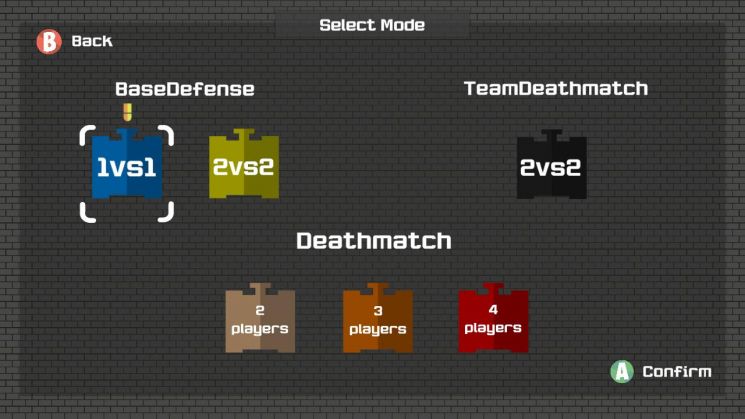 Select Mode
B Back
BaseDefense
TeamDeathmatch
1vs1
2vs2
2vs2
Deathmatch
2
players
3
players
4
players
A Confirm